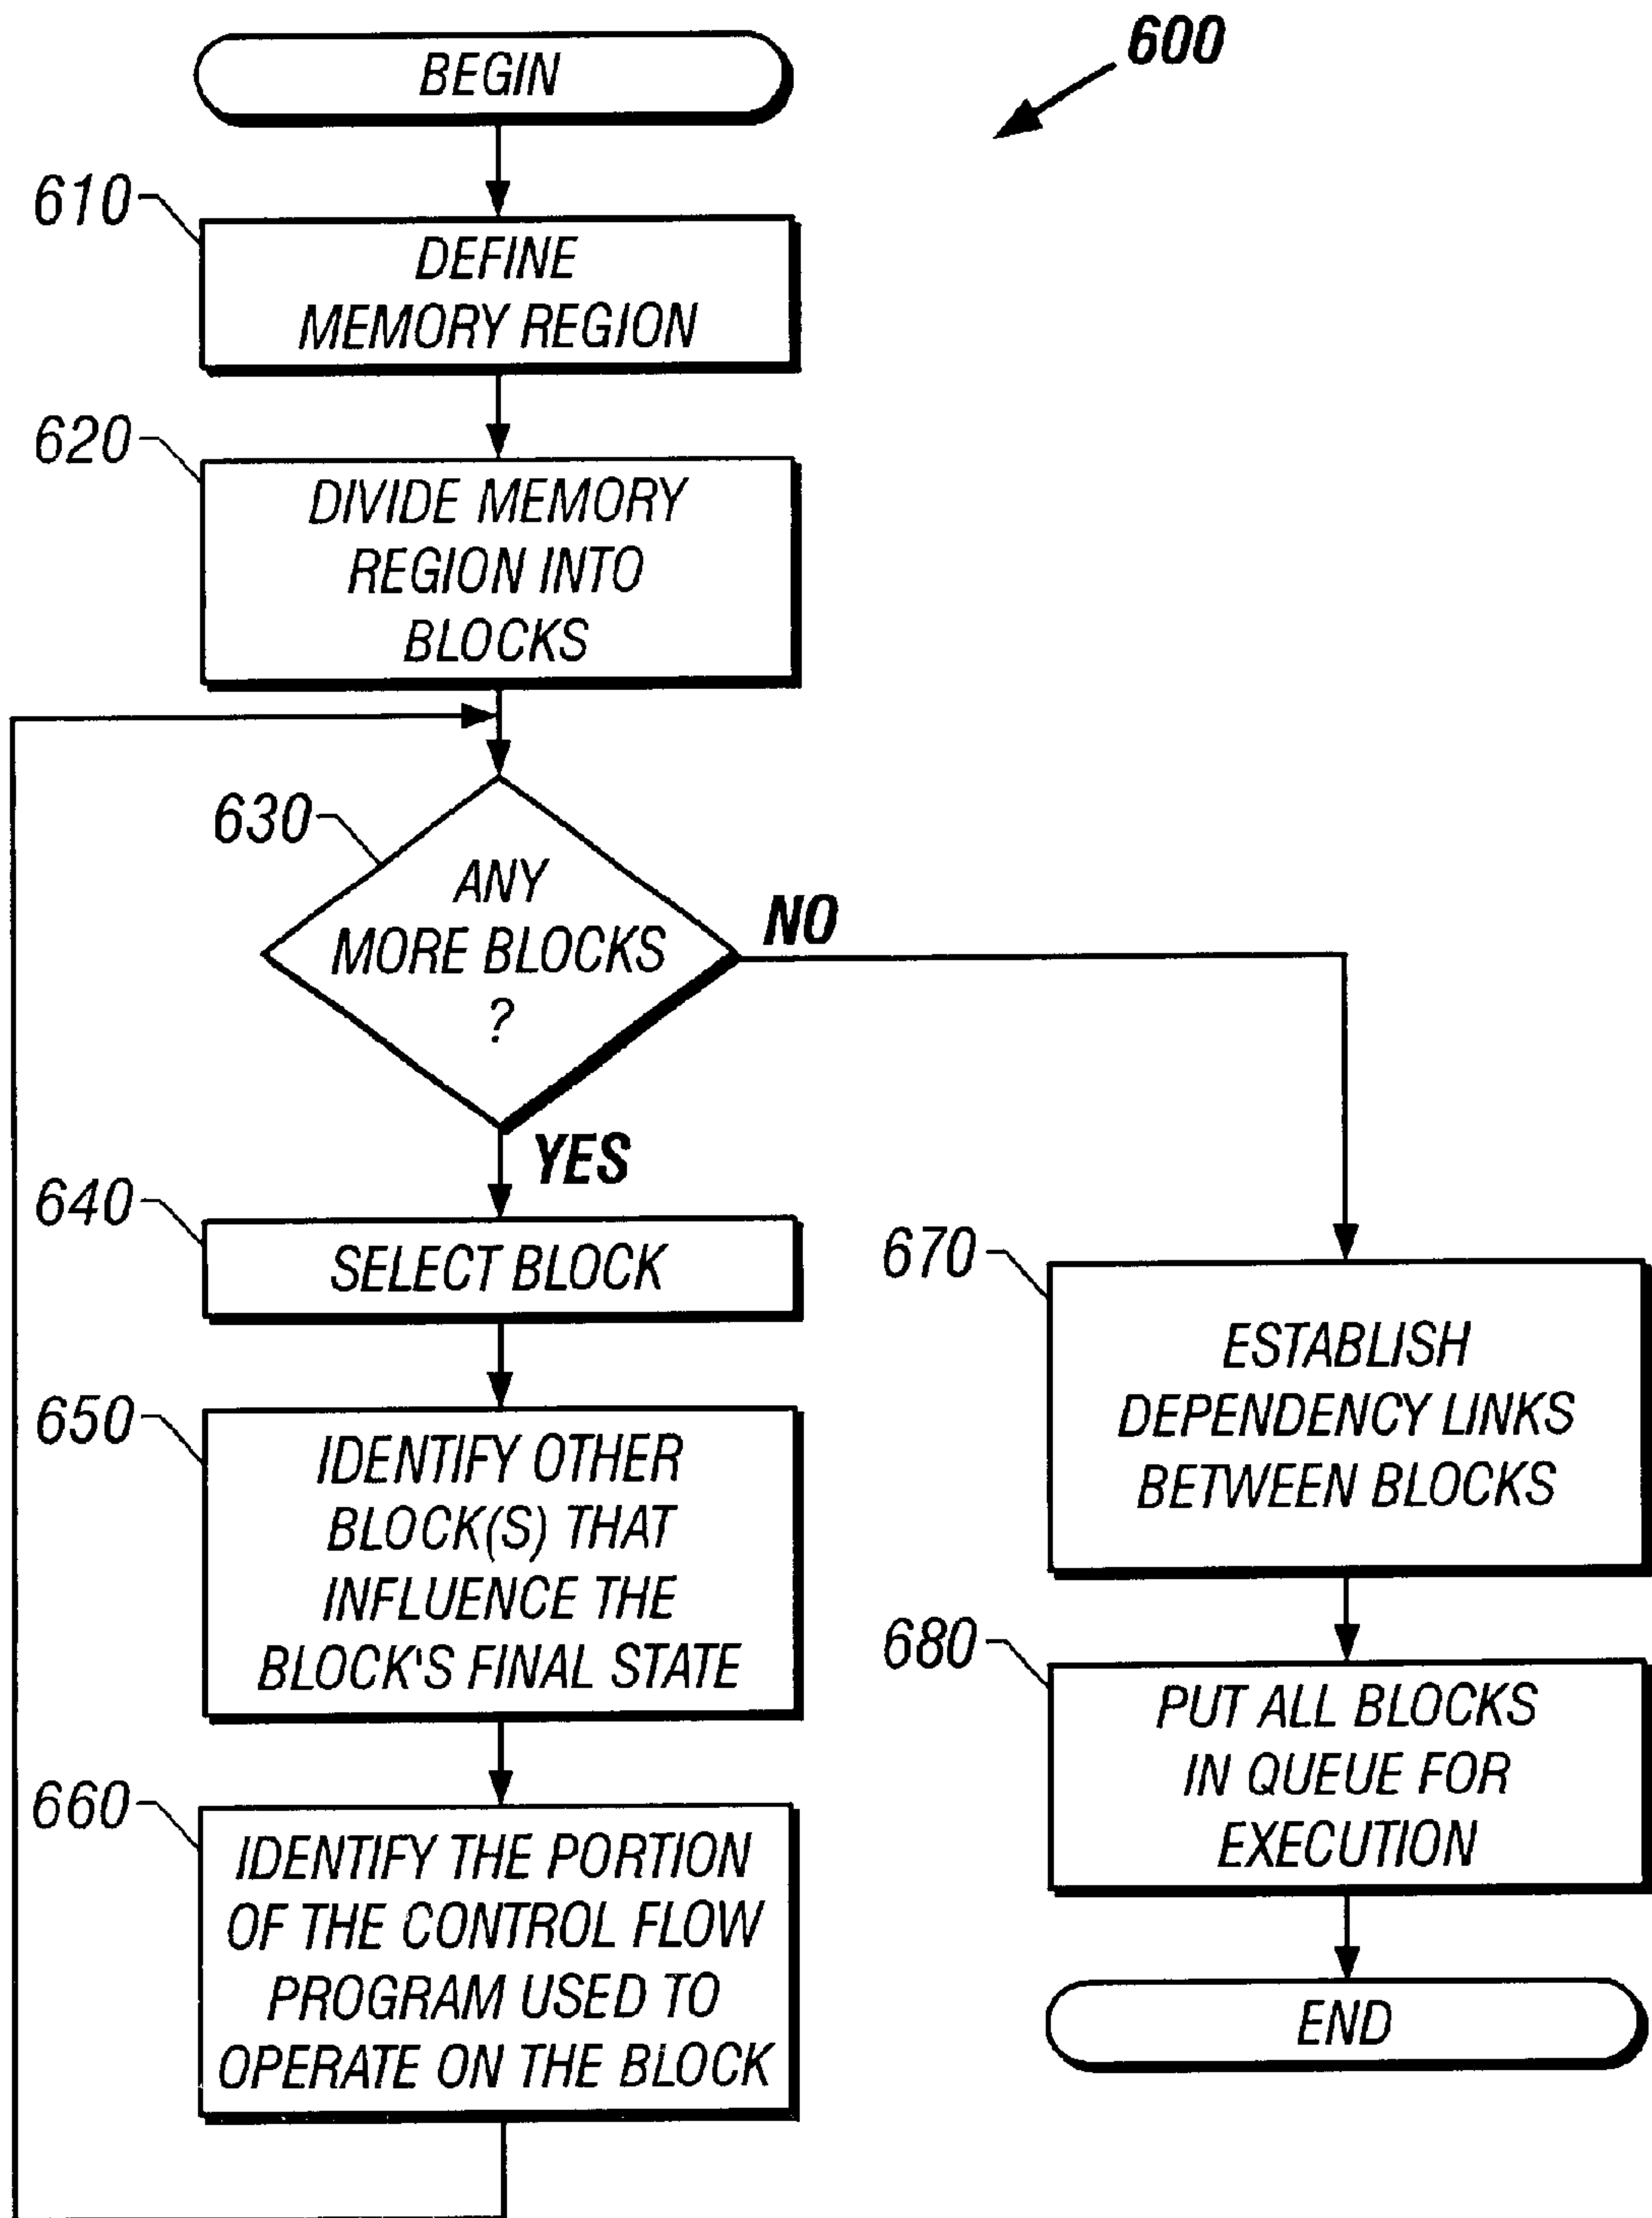 600
BEGIN
610
DEFINE
MEMORY REGION
620
DIVIDE MEMORY
REGION INTO
BLOCKS
630
ANY
MORE BLOCKS
?
NO
YES
640
SELECT BLOCK
650
IDENTIFY OTHER
BLOCK(S) THAT
INFLUENCE THE
BLOCK'S FINAL STATE
660
IDENTIFY THE PORTION
OF THE CONTROL FLOW
PROGRAM USED TO
OPERATE ON THE BLOCK
670
ESTABLISH
DEPENDENCY LINKS
BETWEEN BLOCKS
680
PUT ALL BLOCKS
IN QUEUE FOR
EXECUTION
END